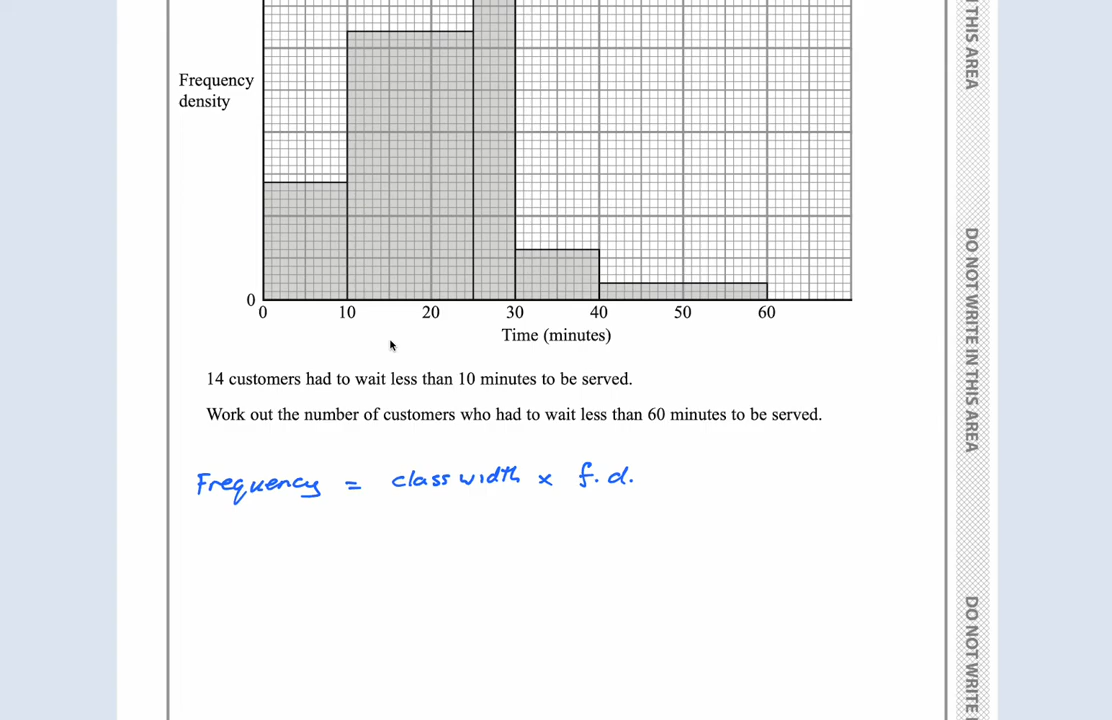 THIS AREA
Frequency
density
0
0 10 20 30 40 50 60
Time (minutes)
14 customers had to wait less than 10 minutes to be served.
Work out the number of customers who had to wait less than 60 minutes to be served.
Frequency = class width × f.d.
DO NOT WRITE IN THIS AREA
DO NOT WRITE